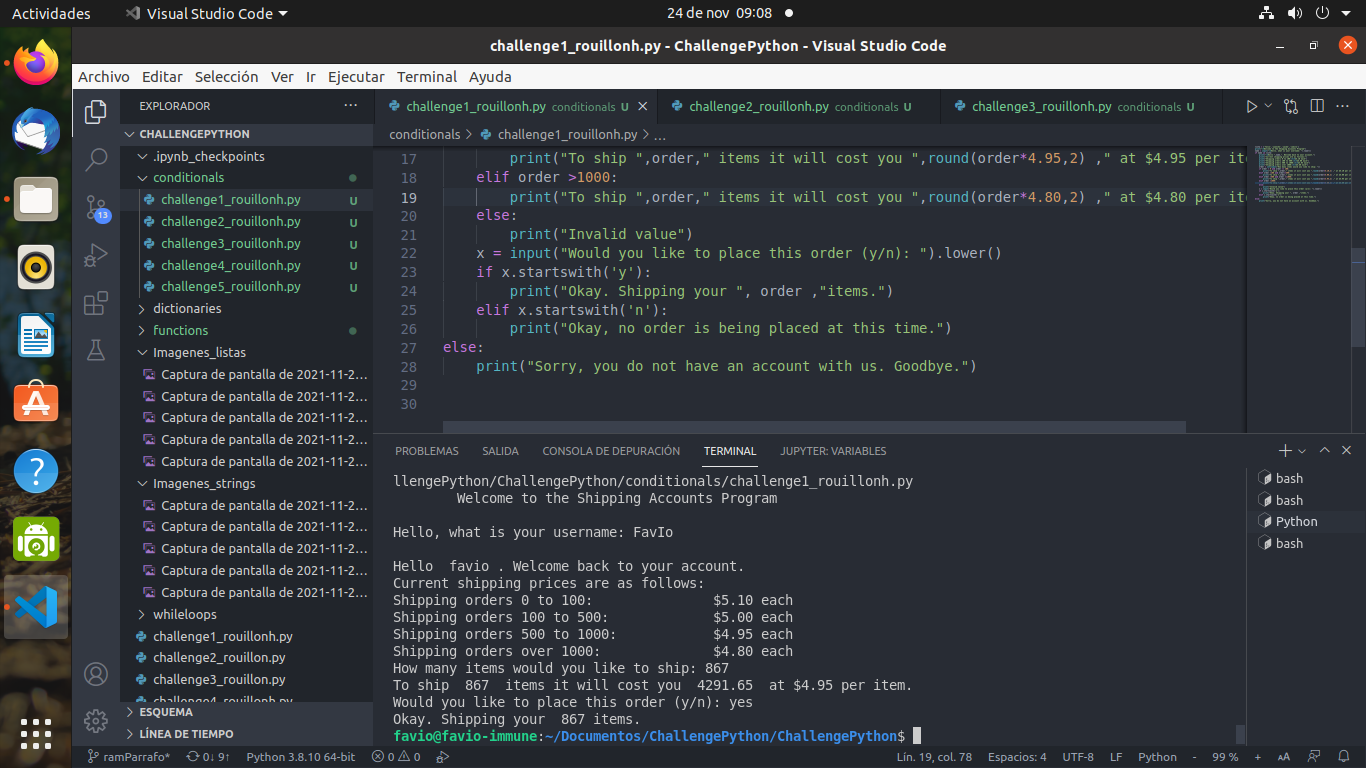 Actividades
Visual Studio Code
24 de nov 09:08
challenge1_rouillonh.py - ChallengePython - Visual Studio Code
Archivo Editar Selección Ver Ir Ejecutar Terminal Ayuda
EXPLORADOR
CHALLENGEPYTHON
.ipynb_checkpoints
conditionals
challenge1_rouillonh.py U
challenge2_rouillonh.py U
challenge3_rouillonh.py U
challenge4_rouillonh.py U
challenge5_rouillonh.py U
dictionaries
functions
Imagenes_listas
Captura de pantalla de 2021-11-2...
Captura de pantalla de 2021-11-2...
Captura de pantalla de 2021-11-2...
Captura de pantalla de 2021-11-2...
Captura de pantalla de 2021-11-2...
Imagenes_strings
Captura de pantalla de 2021-11-2...
Captura de pantalla de 2021-11-2...
Captura de pantalla de 2021-11-2...
Captura de pantalla de 2021-11-2...
Captura de pantalla de 2021-11-2...
whileloops
challenge1_rouillonh.py
challenge2_rouillon.py
challenge3_rouillon.py
challenge4_rouillonh.py
ESQUEMA
LÍNEA DE TIEMPO
13
challenge1_rouillonh.py conditionals U
challenge2_rouillonh.py conditionals U
challenge3_rouillonh.py conditionals U
conditionals > challenge1_rouillonh.py > ...
17 print("To ship ",order," items it will cost you ",round(order*4.95,2) ," at $4.95 per ite
18 elif order >1000:
19 print("To ship ",order," items it will cost you ",round(order*4.80,2) ," at $4.80 per ite
20 else:
21 print("Invalid value")
22 x = input("Would you like to place this order (y/n): ").lower()
23 if x.startswith('y'):
24 print("Okay. Shipping your ", order ,"items.")
25 elif x.startswith('n'):
26 print("Okay, no order is being placed at this time.")
27 else:
28 print("Sorry, you do not have an account with us. Goodbye.")
29
30
PROBLEMAS SALIDA CONSOLA DE DEPURACIÓN TERMINAL JUPYTER: VARIABLES
llengePython/ChallengePython/conditionals/challenge1_rouillonh.py
Welcome to the Shipping Accounts Program
Hello, what is your username: FavIo
Hello  favio . Welcome back to your account.
Current shipping prices are as follows:
Shipping orders 0 to 100: $5.10 each
Shipping orders 100 to 500: $5.00 each
Shipping orders 500 to 1000: $4.95 each
Shipping orders over 1000: $4.80 each
How many items would you like to ship: 867
To ship  867  items it will cost you  4291.65  at $4.95 per item.
Would you like to place this order (y/n): yes
Okay. Shipping your  867 items.
favio@favio-immune:~/Documentos/ChallengePython/ChallengePython$
bash
bash
Python
bash
ramParrafo* 0↓ 9↑ Python 3.8.10 64-bit 0 0 Lín. 19, col. 78 Espacios: 4 UTF-8 LF Python - 99 % + AA